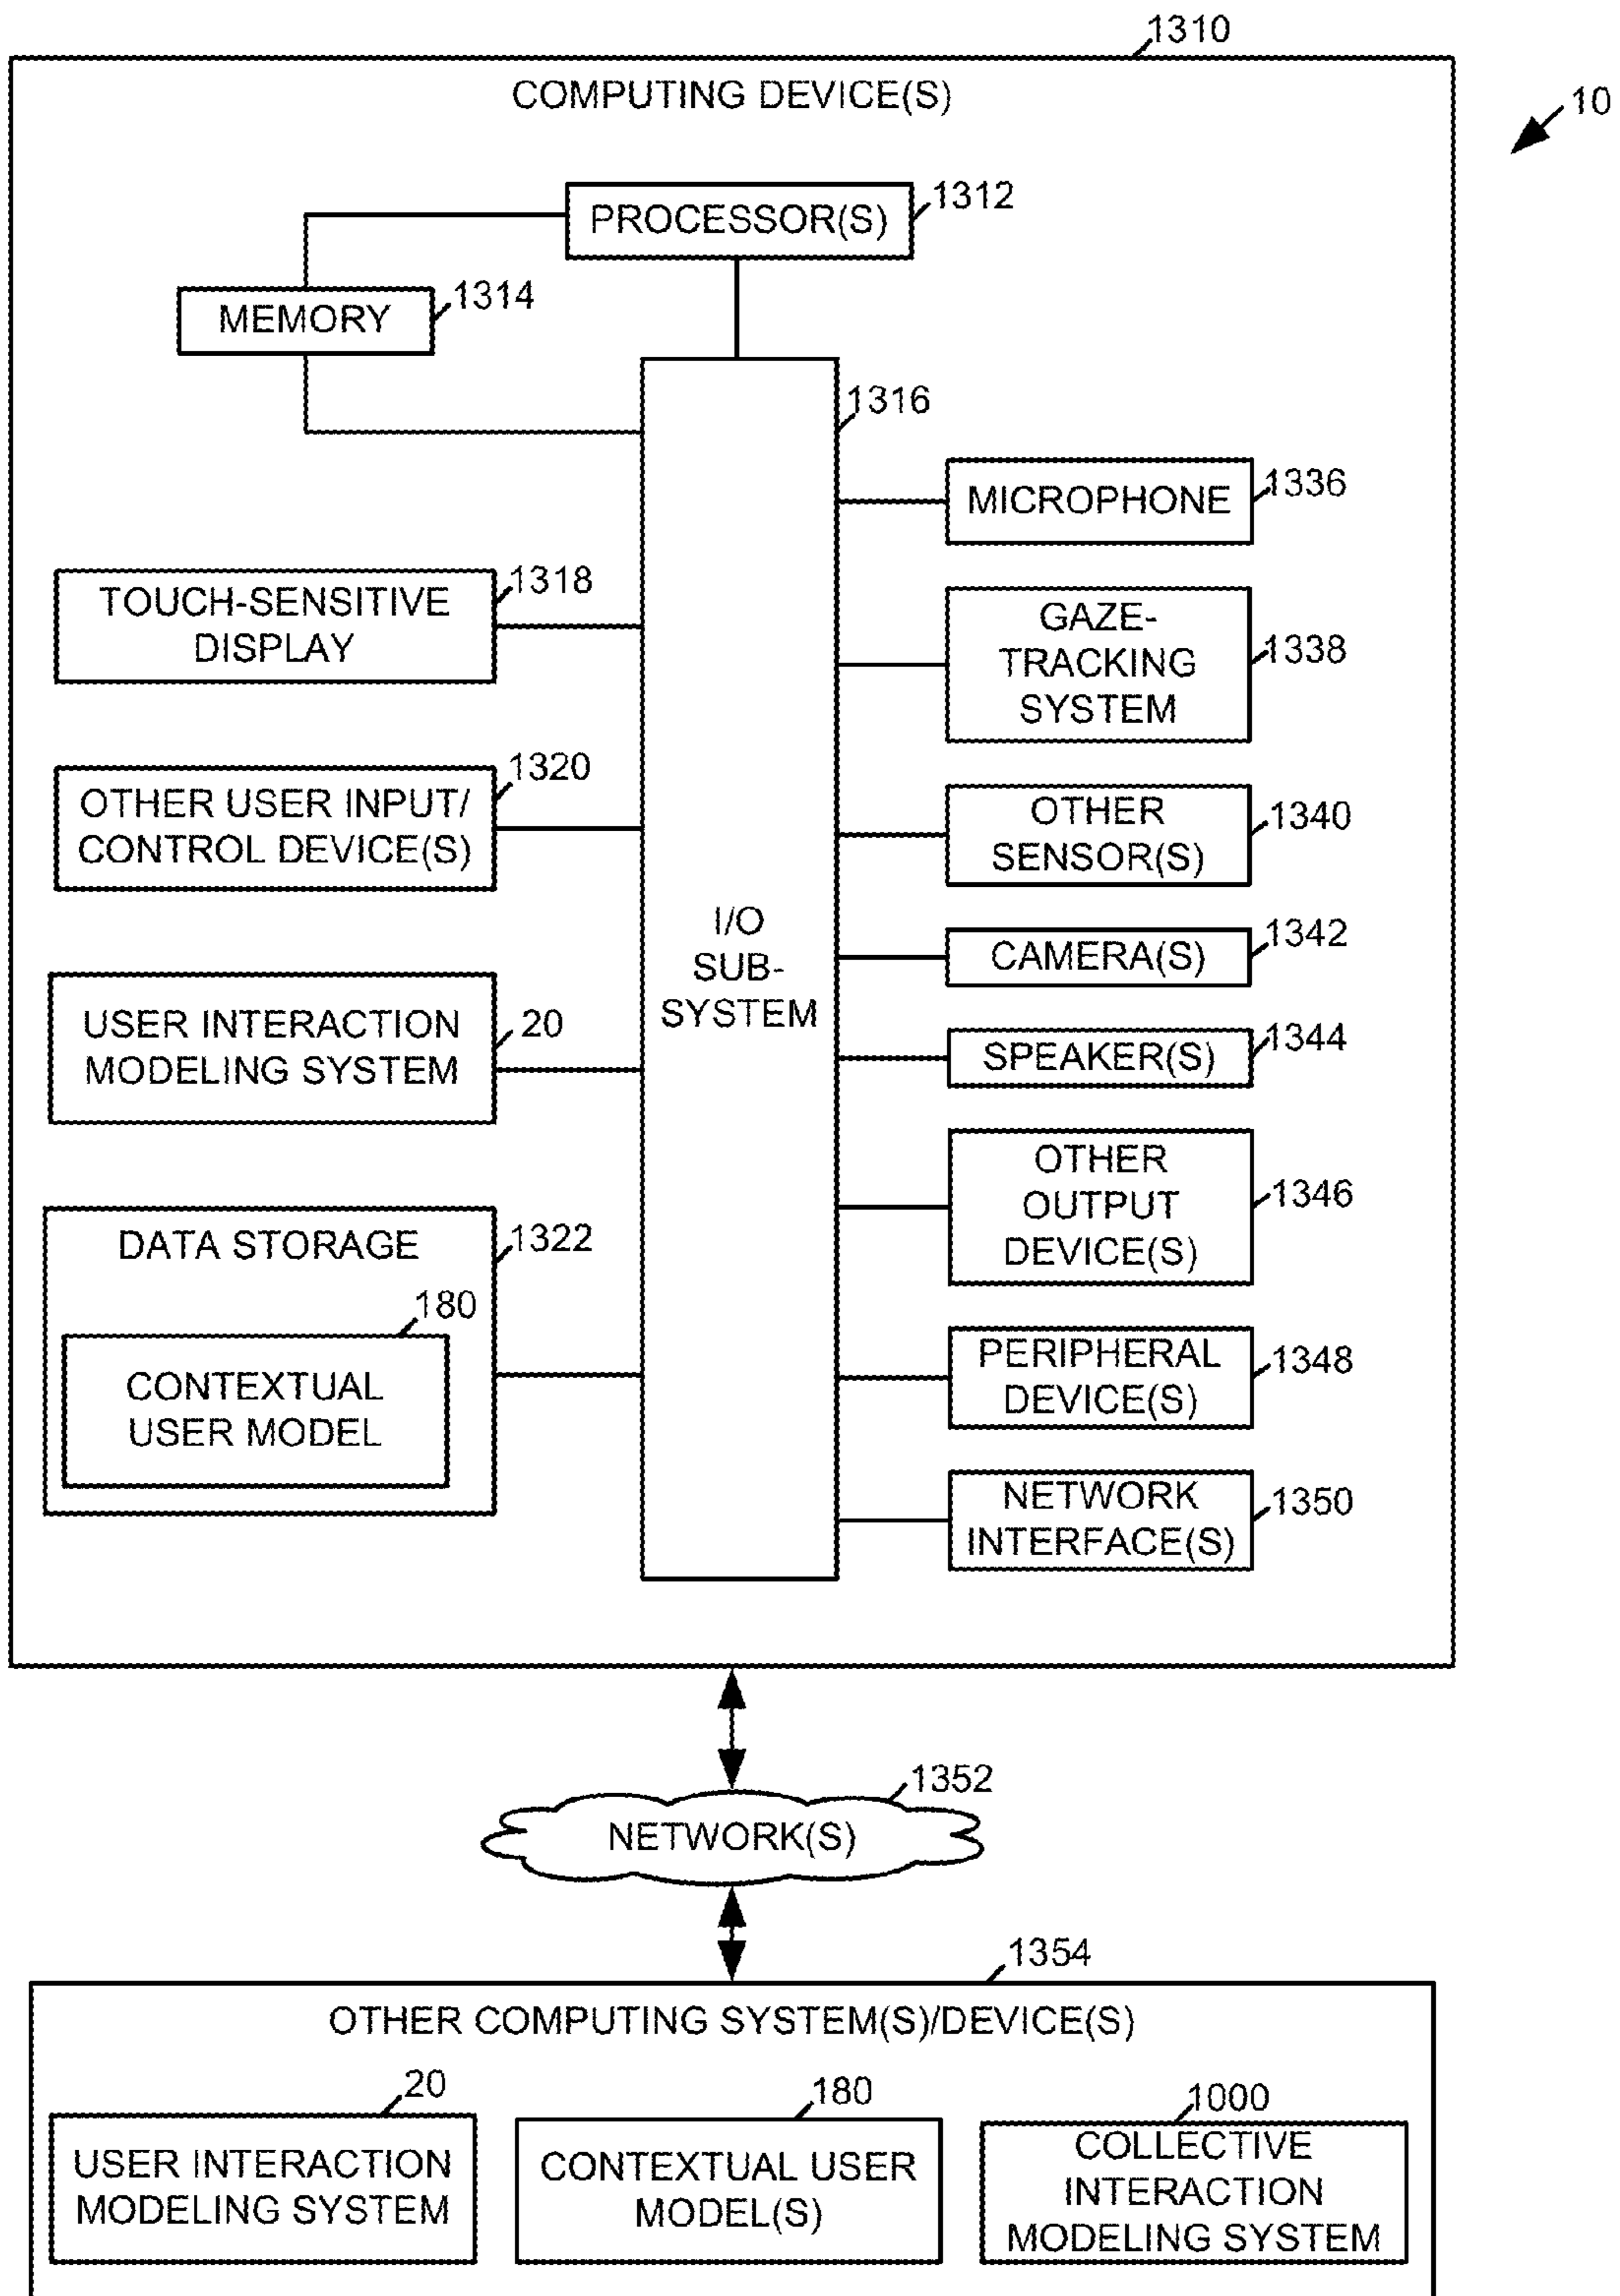 1310
COMPUTING DEVICE(S)
10
PROCESSOR(S)
1312
MEMORY
1314
1316
I/O
SUB-
SYSTEM
TOUCH-SENSITIVE
DISPLAY
1318
OTHER USER INPUT/
CONTROL DEVICE(S)
1320
USER INTERACTION
MODELING SYSTEM
20
DATA STORAGE
1322
180
CONTEXTUAL
USER MODEL
MICROPHONE
1336
GAZE-
TRACKING
SYSTEM
1338
OTHER
SENSOR(S)
1340
CAMERA(S)
1342
SPEAKER(S)
1344
OTHER
OUTPUT
DEVICE(S)
1346
PERIPHERAL
DEVICE(S)
1348
NETWORK
INTERFACE(S)
1350
1352
NETWORK(S)
1354
OTHER COMPUTING SYSTEM(S)/DEVICE(S)
20
USER INTERACTION
MODELING SYSTEM
180
CONTEXTUAL USER
MODEL(S)
1000
COLLECTIVE
INTERACTION
MODELING SYSTEM